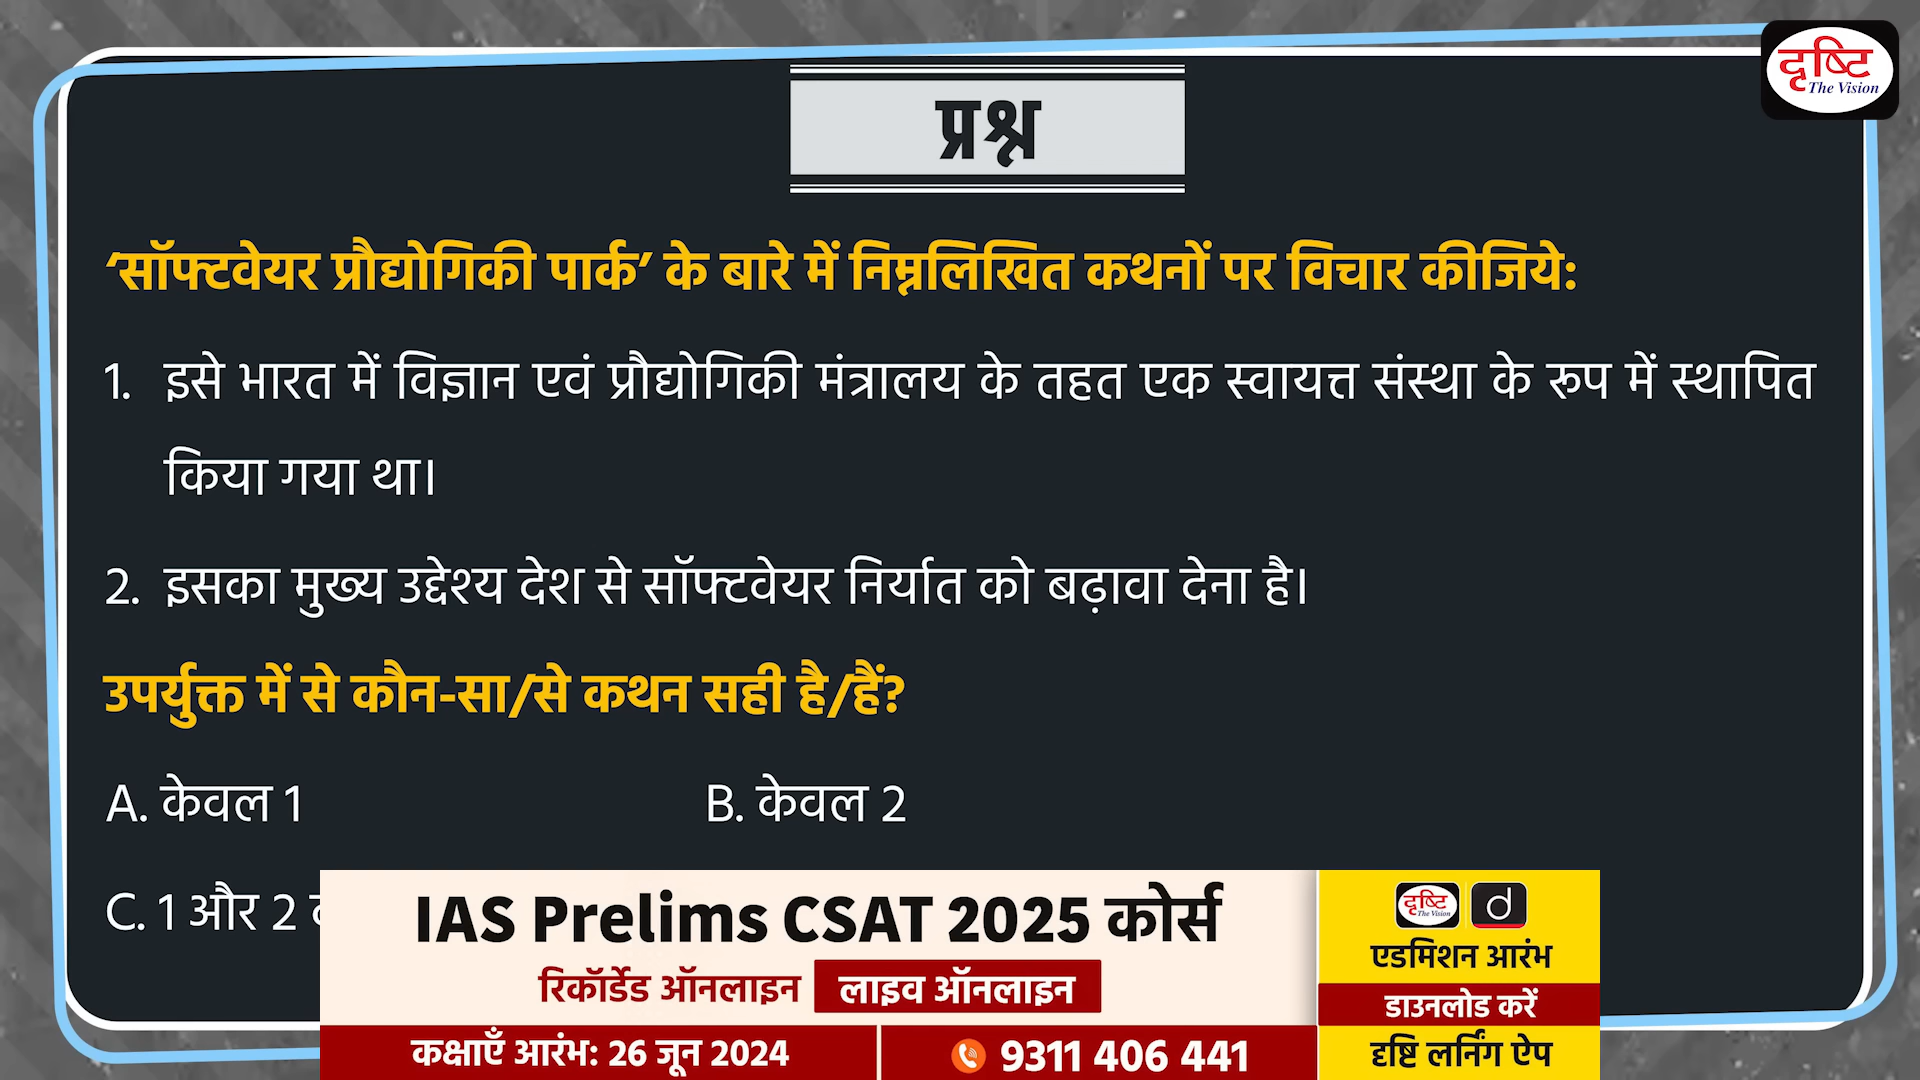 दृष्टि
The Vision
प्रश्न
‘सॉफ्टवेयर प्रौद्योगिकी पार्क’ के बारे में निम्नलिखित कथनों पर विचार कीजिये:
1. इसे भारत में विज्ञान एवं प्रौद्योगिकी मंत्रालय के तहत एक स्वायत्त संस्था के रूप में स्थापित
किया गया था।
2. इसका मुख्य उद्देश्य देश से सॉफ्टवेयर निर्यात को बढ़ावा देना है।
उपर्युक्त में से कौन-सा/से कथन सही है/हैं?
A. केवल 1 B. केवल 2
C. 1 और 2
IAS Prelims CSAT 2025 कोर्स
रिकॉर्डेड ऑनलाइन लाइव ऑनलाइन
कक्षाएँ आरंभ: 26 जून 2024 9311 406 441
दृष्टि The Vision d
एडमिशन आरंभ
डाउनलोड करें
दृष्टि लर्निंग ऐप